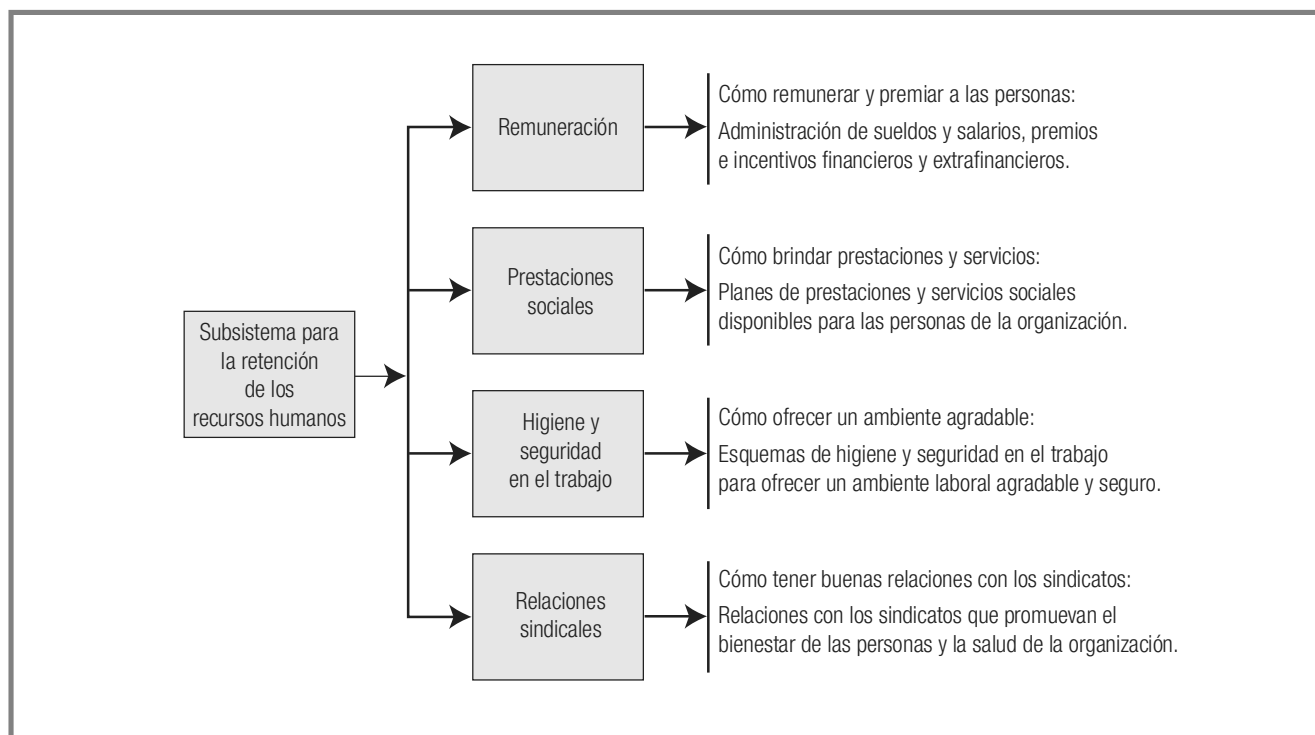 Subsistema para
la retención
de los
recursos humanos
Remuneración
Cómo remunerar y premiar a las personas:
Administración de sueldos y salarios, premios
e incentivos financieros y extrafinancieros.
Prestaciones
sociales
Cómo brindar prestaciones y servicios:
Planes de prestaciones y servicios sociales
disponibles para las personas de la organización.
Higiene y
seguridad
en el trabajo
Cómo ofrecer un ambiente agradable:
Esquemas de higiene y seguridad en el trabajo
para ofrecer un ambiente laboral agradable y seguro.
Relaciones
sindicales
Cómo tener buenas relaciones con los sindicatos:
Relaciones con los sindicatos que promuevan el
bienestar de las personas y la salud de la organización.